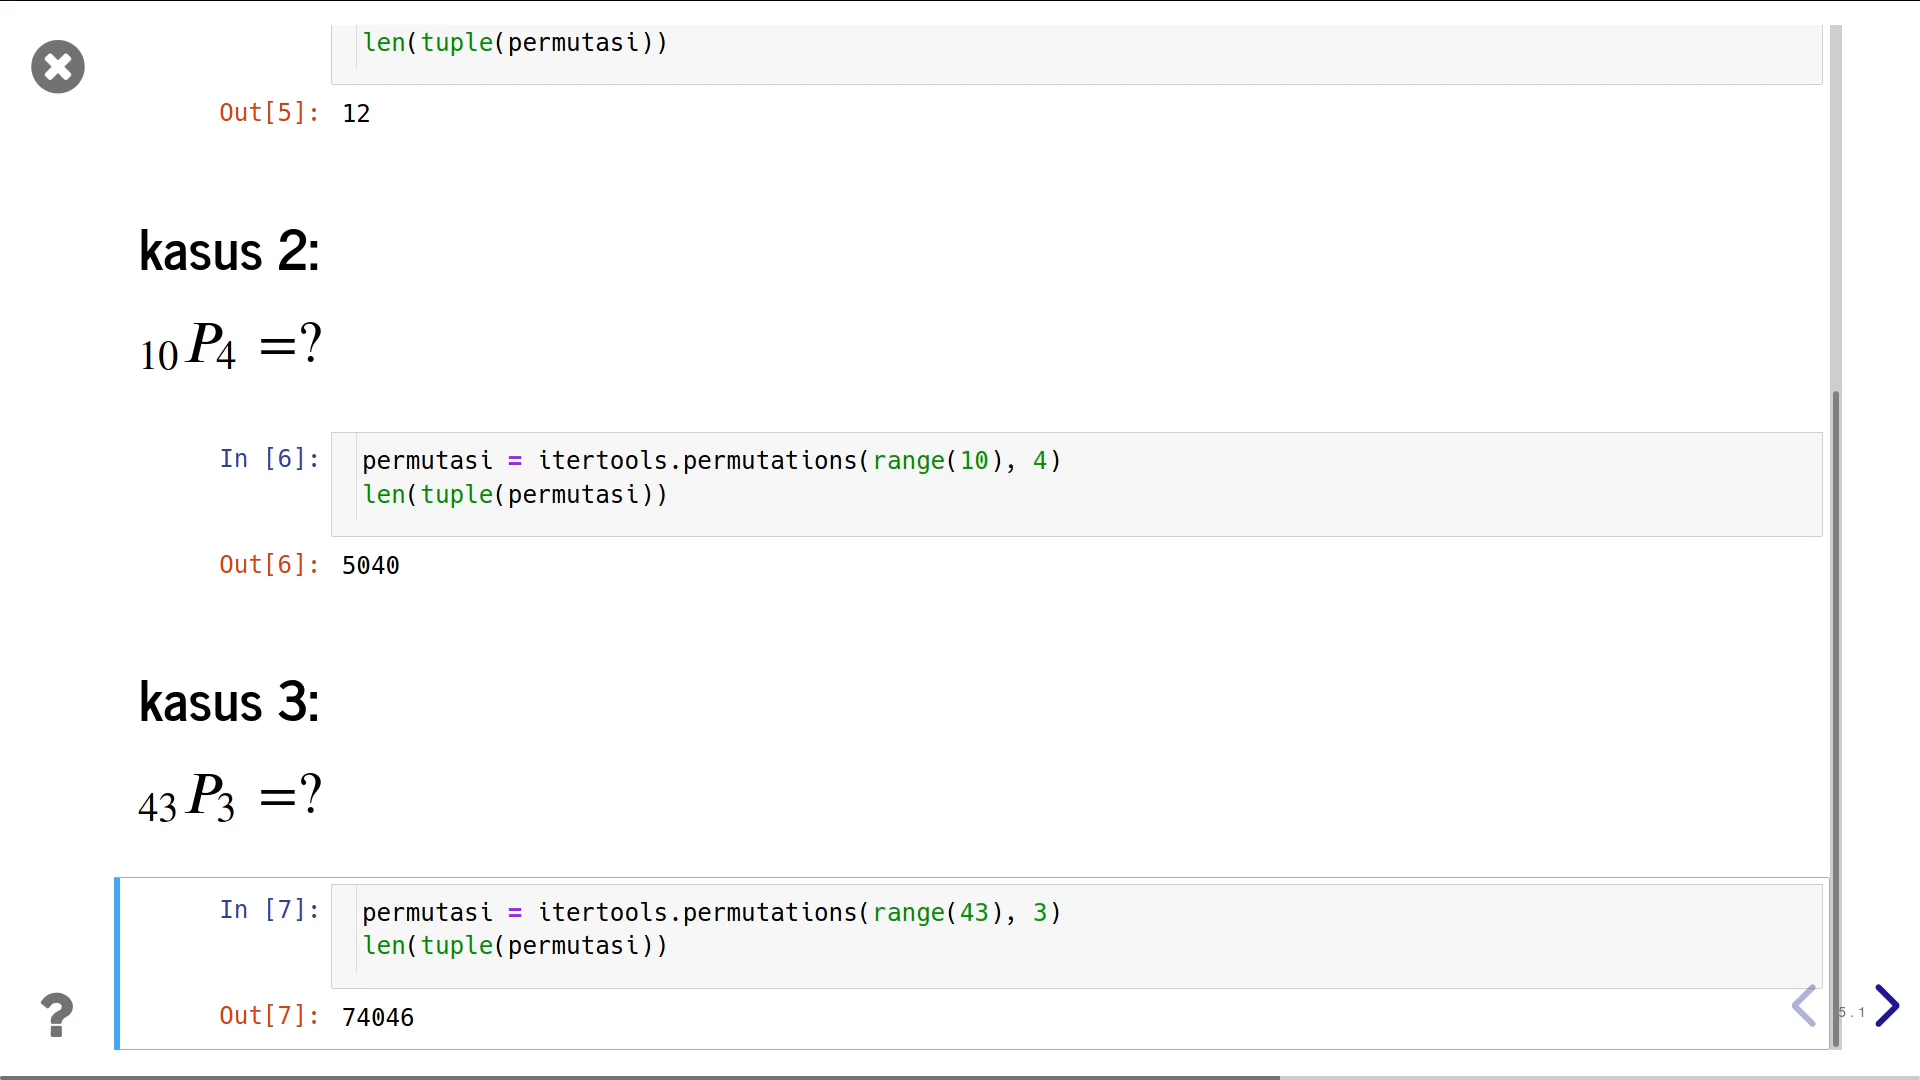 len(tuple(permutasi))
Out[5]: 12
kasus 2:
10P4 =?
In [6]: permutasi = itertools.permutations(range(10), 4)
len(tuple(permutasi))
Out[6]: 5040
kasus 3:
43P3 =?
In [7]: permutasi = itertools.permutations(range(43), 3)
len(tuple(permutasi))
Out[7]: 74046
5.1